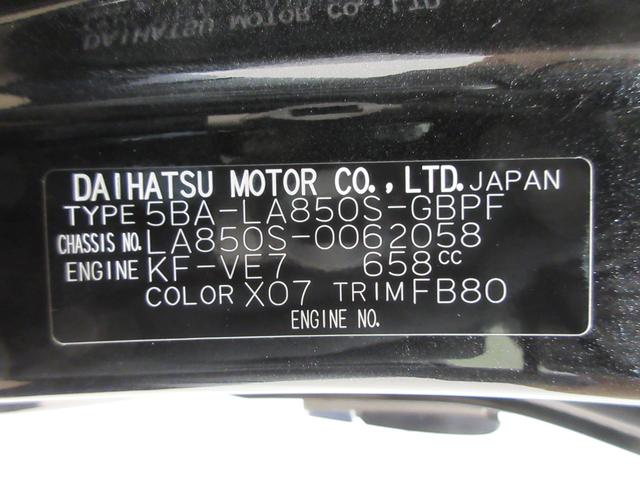 DAIHATSU MOTOR CO., LTD. JAPAN
TYPE 5BA-LA850S-GBPF
CHASSIS NO. LA850S-0062058
ENGINE KF-VE7 658cc
COLOR X07 TRIM FB80
ENGINE NO.